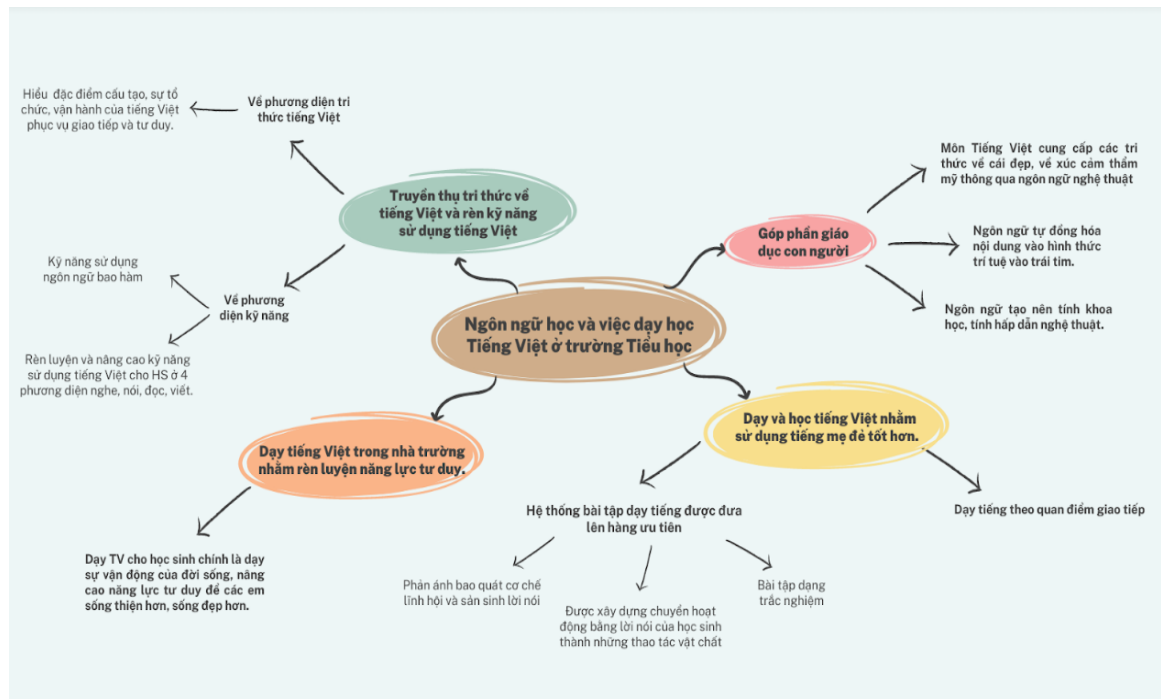 Hiểu đặc điểm cấu tạo, sự tổ
chức, vận hành của tiếng Việt
phục vụ giao tiếp và tư duy.
Về phương diện tri
thức tiếng Việt
Truyền thụ tri thức về
tiếng Việt và rèn kỹ năng
sử dụng tiếng Việt
Kỹ năng sử dụng
ngôn ngữ bao hàm
Về phương
diện kỹ năng
Rèn luyện và nâng cao kỹ năng
sử dụng tiếng Việt cho HS ở 4
phương diện nghe, nói, đọc, viết.
Môn Tiếng Việt cung cấp các tri
thức về cái đẹp, về xúc cảm thẩm
mỹ thông qua ngôn ngữ nghệ thuật
Góp phần giáo
dục con người
Ngôn ngữ tự đồng hóa
nội dung vào hình thức
trí tuệ vào trái tim.
Ngôn ngữ tạo nên tính khoa
học, tính hấp dẫn nghệ thuật.
Ngôn ngữ học và việc dạy học
Tiếng Việt ở trường Tiểu học
Dạy tiếng Việt trong nhà trường
nhằm rèn luyện năng lực tư duy.
Dạy TV cho học sinh chính là dạy
sự vận động của đời sống, nâng
cao năng lực tư duy để các em
sống thiện hơn, sống đẹp hơn.
Dạy và học tiếng Việt nhằm
sử dụng tiếng mẹ đẻ tốt hơn.
Hệ thống bài tập dạy tiếng được đưa
lên hàng ưu tiên
Dạy tiếng theo quan điểm giao tiếp
Phản ánh bao quát cơ chế
lĩnh hội và sản sinh lời nói
Được xây dựng chuyển hoạt
động bằng lời nói của học sinh
thành những thao tác vật chất
Bài tập dạng
trắc nghiệm